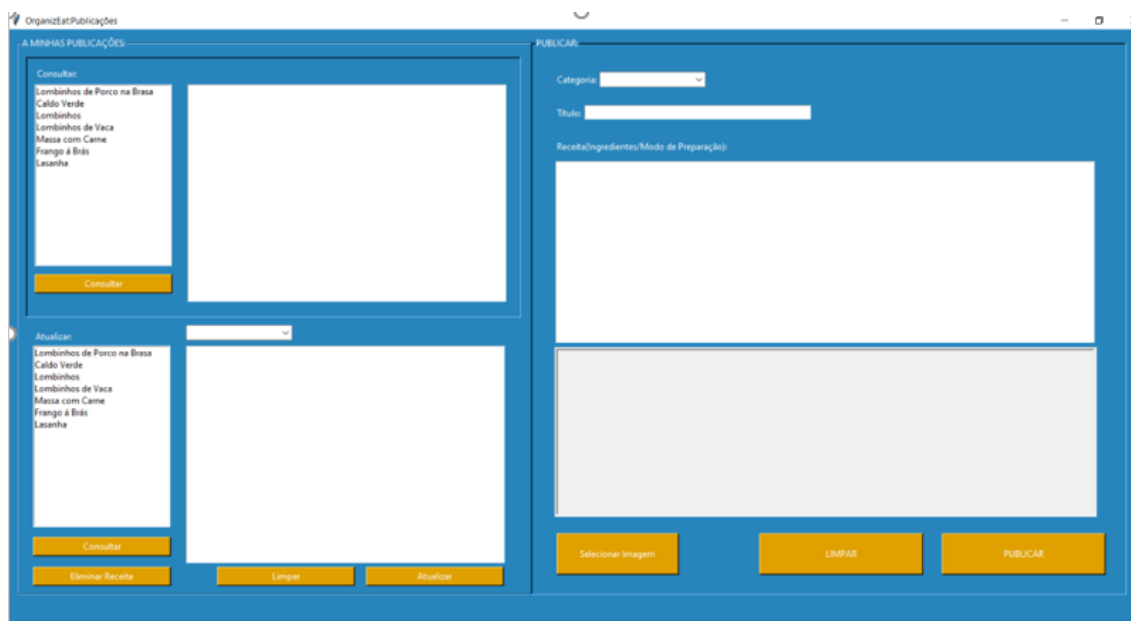 OrganizEat:Publicações
A MINHAS PUBLICAÇÕES:
Consultar:
Lombinhos de Porco na Brasa
Caldo Verde
Lombinhos
Lombinhos de Vaca
Massa com Carne
Frango á Brás
Lasanha
Consultar
Atualizar:
Lombinhos de Porco na Brasa
Caldo Verde
Lombinhos
Lombinhos de Vaca
Massa com Carne
Frango á Brás
Lasanha
Consultar
Eliminar Receita
Limpar
Atualizar
PUBLICAR:
Categoria:
Título:
Receita(Ingredientes/Modo de Preparação):
Selecionar Imagem
LIMPAR
PUBLICAR